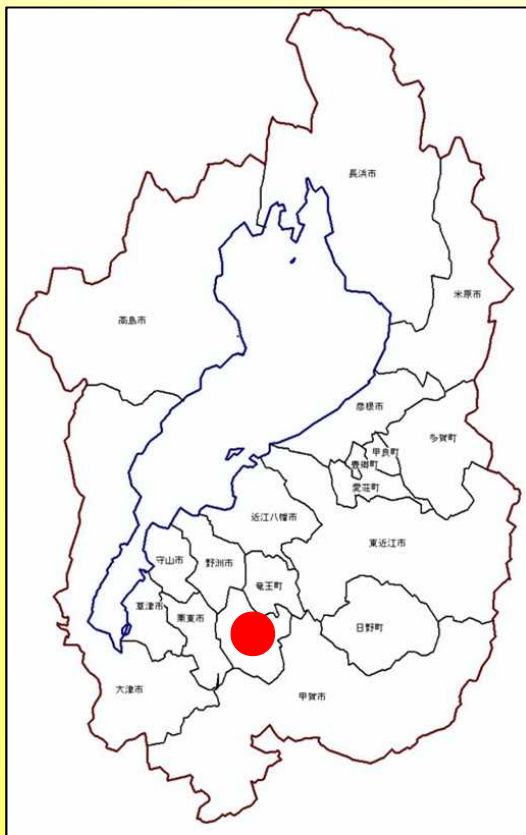 長浜市
米原市
高島市
彦根市
多賀町
甲良町
豊郷町
愛荘町
近江八幡市
東近江市
守山市
野洲市
竜王町
草津市
栗東市
日野町
大津市
甲賀市